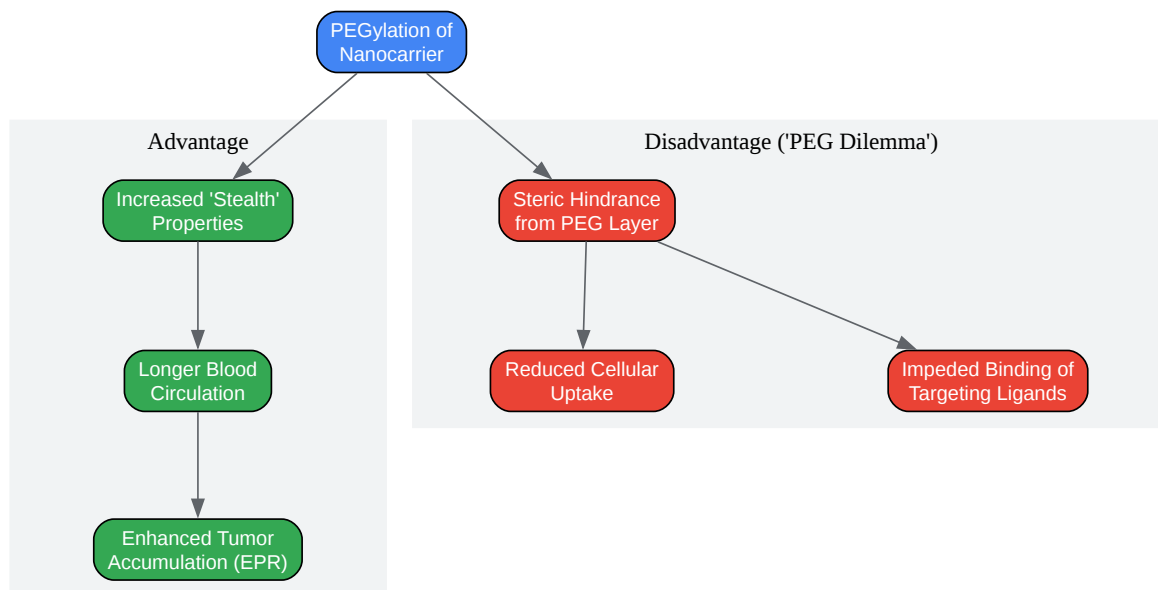 PEGylation of
Nanocarrier
Advantage
Increased 'Stealth'
Properties
Longer Blood
Circulation
Enhanced Tumor
Accumulation (EPR)
Disadvantage ('PEG Dilemma')
Steric Hindrance
from PEG Layer
Reduced Cellular
Uptake
Impeded Binding of
Targeting Ligands